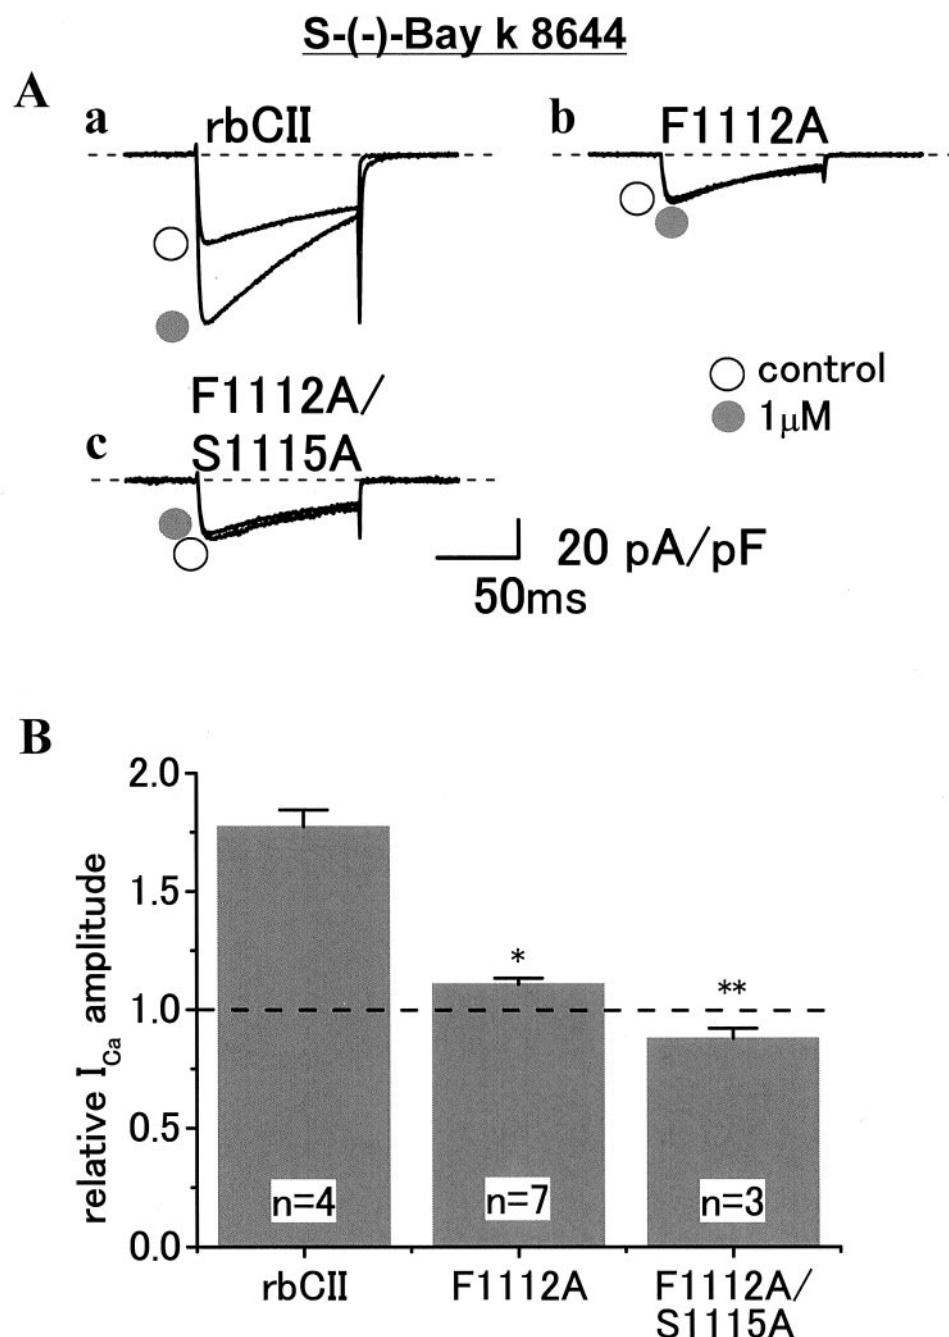 S-(-)-Bay k 8644
A
a
rbCII
b
F1112A
control
1μM
F1112A/
c
S1115A
20 pA/pF
50ms
B
2.0
1.5
1.0
0.5
0.0
relative I_Ca amplitude
*
**
n=4
n=7
n=3
rbCII
F1112A
F1112A/
S1115A